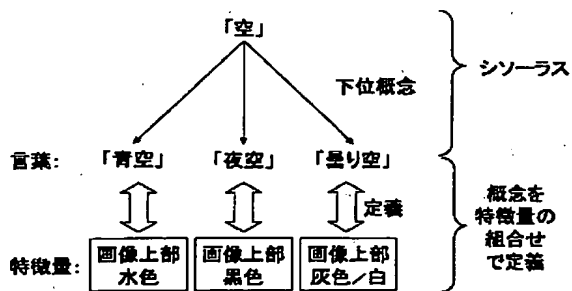 「空」
下位概念
シソーラス
言葉:
「青空」
「夜空」
「曇り空」
定義
概念を
特徴量の
組合せ
で定義
特徴量:
画像上部
水色
画像上部
黒色
画像上部
灰色／白